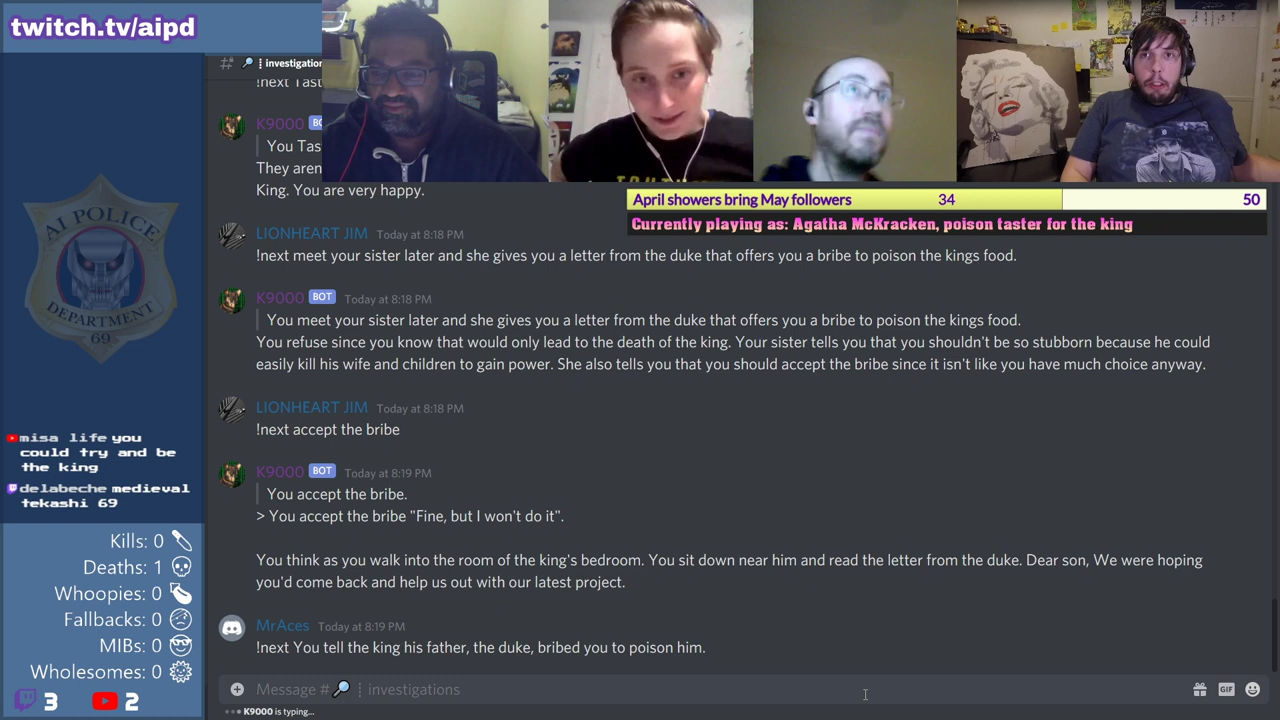 twitch.tv/aipd
# 🔎 ┇ investigation
!next Tast
K9000 BO
You Tas
They aren
King. You are very happy.
April showers bring May followers 34 50
Currently playing as: Agatha McKracken, poison taster for the king
AI POLICE
DEPARTMENT
69
LIONHEART JIM Today at 8:18 PM
!next meet your sister later and she gives you a letter from the duke that offers you a bribe to poison the kings food.
K9000 BOT Today at 8:18 PM
You meet your sister later and she gives you a letter from the duke that offers you a bribe to poison the kings food.
You refuse since you know that would only lead to the death of the king. Your sister tells you that you shouldn't be so stubborn because he could
easily kill his wife and children to gain power. She also tells you that you should accept the bribe since it isn't like you have much choice anyway.
LIONHEART JIM Today at 8:18 PM
!next accept the bribe
K9000 BOT Today at 8:19 PM
You accept the bribe.
> You accept the bribe "Fine, but I won't do it".
You think as you walk into the room of the king's bedroom. You sit down near him and read the letter from the duke. Dear son, We were hoping
you'd come back and help us out with our latest project.
MrAces Today at 8:19 PM
!next You tell the king his father, the duke, bribed you to poison him.
Message # 🔎 ┇ investigations
GIF
K9000 is typing...
misa life you
could try and be
the king
delabeche medieval
tekashi 69
Kills: 0
Deaths: 1
Whoopies: 0
Fallbacks: 0
MIBs: 0
Wholesomes: 0
3 2